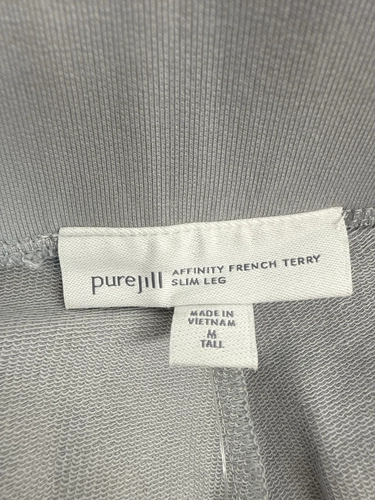 purejill AFFINITY FRENCH TERRY
SLIM LEG
MADE IN
VIETNAM
M
TALL